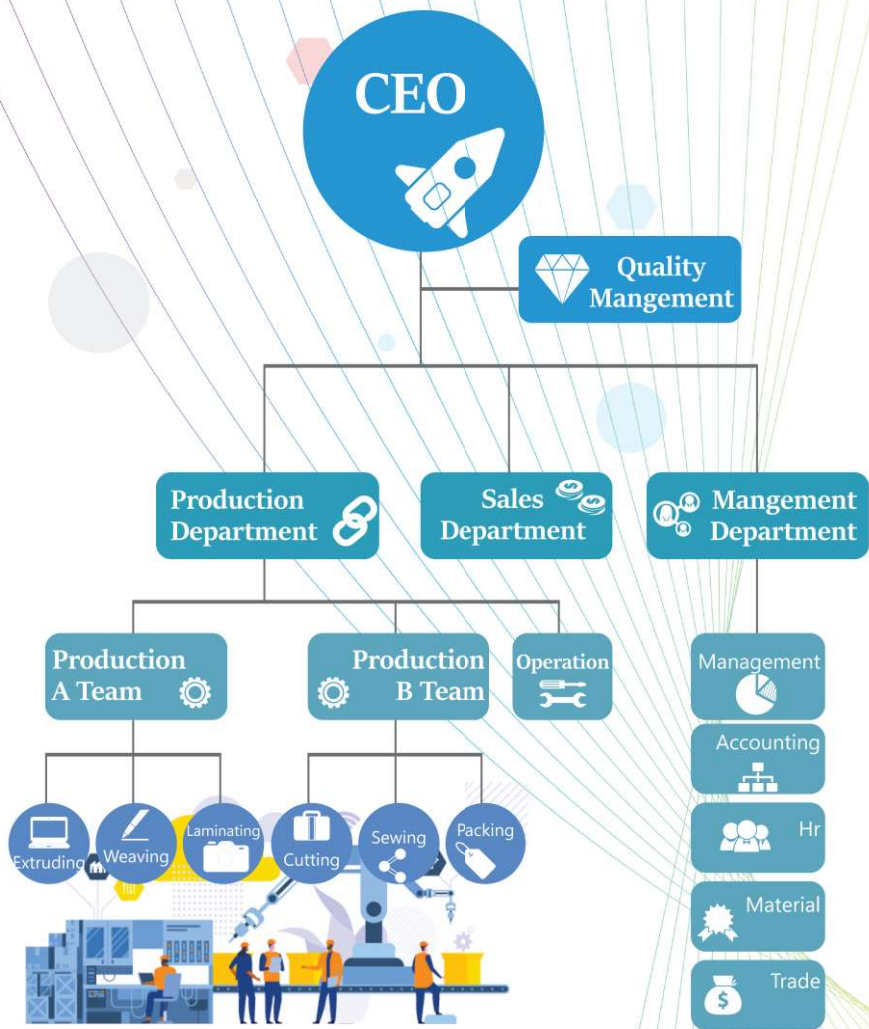 CEO
Quality
Mangement
Production
Department
Sales
Department
Mangement
Department
Production
A Team
Production
B Team
Operation
Management
Accounting
Hr
Material
Trade
Extruding
Weaving
Laminating
Cutting
Sewing
Packing